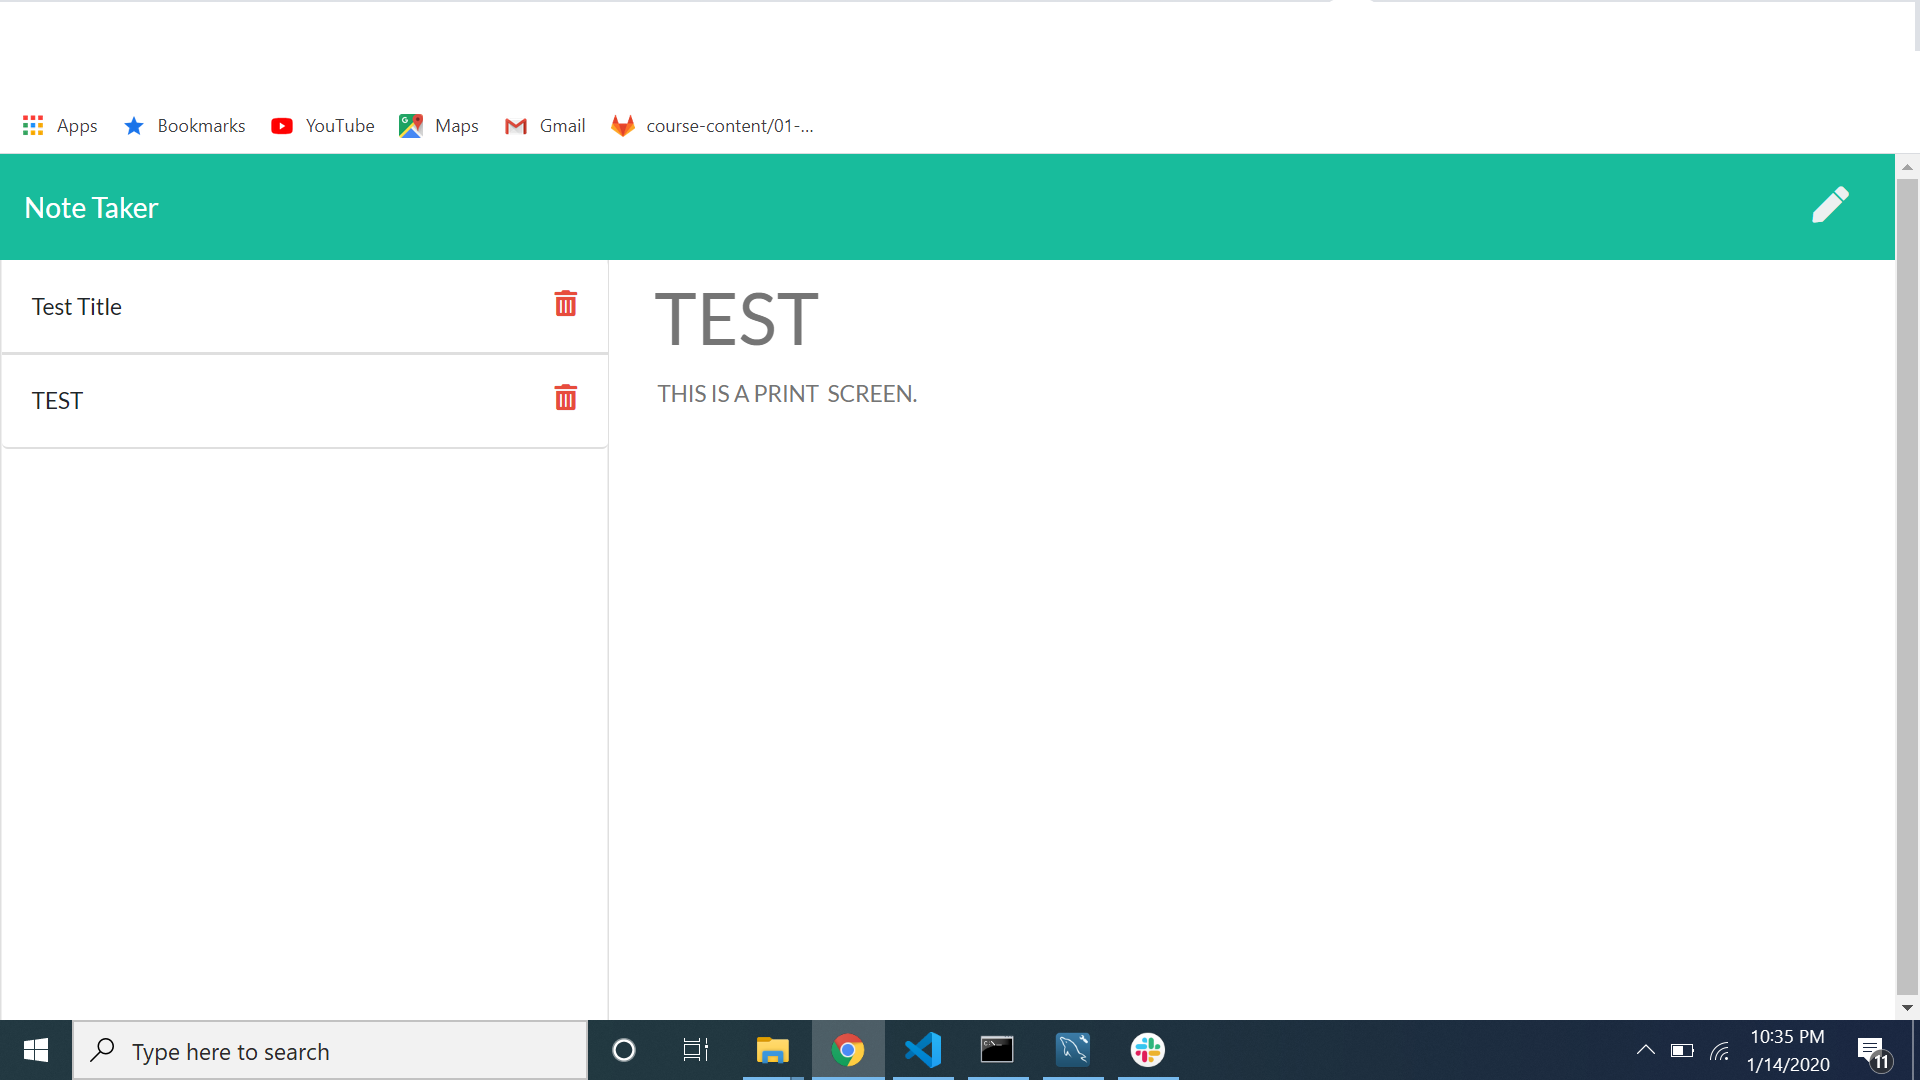 Apps Bookmarks YouTube Maps Gmail course-content/01-...
Note Taker
Test Title
TEST
TEST
THIS IS A PRINT  SCREEN.
Type here to search
10:35 PM
1/14/2020
11